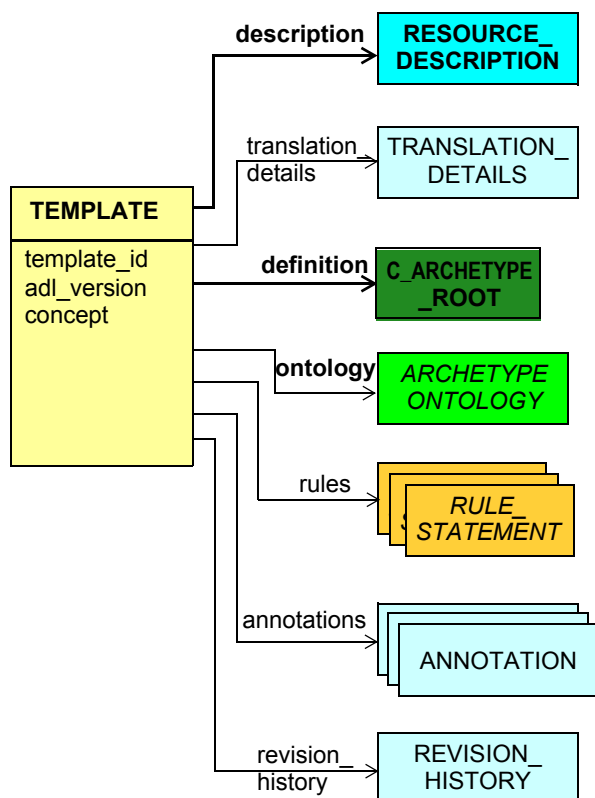 description
RESOURCE_
DESCRIPTION
translation_
details
TRANSLATION_
DETAILS
TEMPLATE
template_id
adl_version
concept
definition
C_ARCHETYPE
_ROOT
ontology
ARCHETYPE
ONTOLOGY
rules
RULE_
STATEMENT
annotations
ANNOTATION
revision_
history
REVISION_
HISTORY